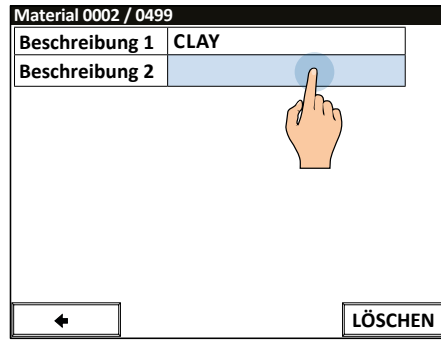 Material 0002 / 0499
Beschreibung 1 CLAY
Beschreibung 2
LÖSCHEN